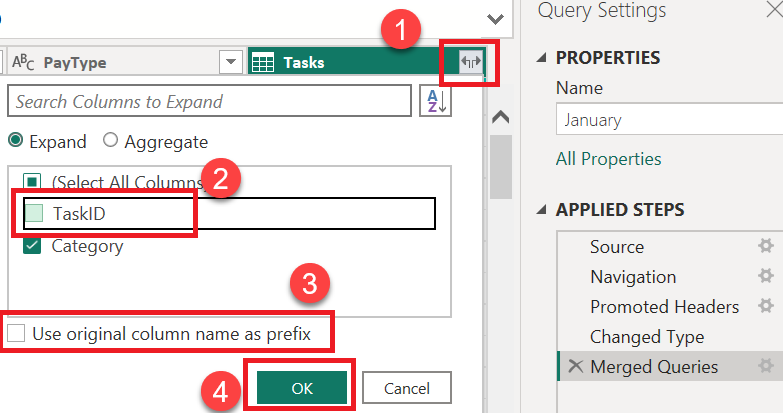 Query Settings
1
ABC PayType
Tasks
PROPERTIES
Name
January
All Properties
Search Columns to Expand
AZ
Expand
Aggregate
(Select All Columns)
2
TaskID
Category
3
Use original column name as prefix
4
OK
Cancel
APPLIED STEPS
Source
Navigation
Promoted Headers
Changed Type
Merged Queries